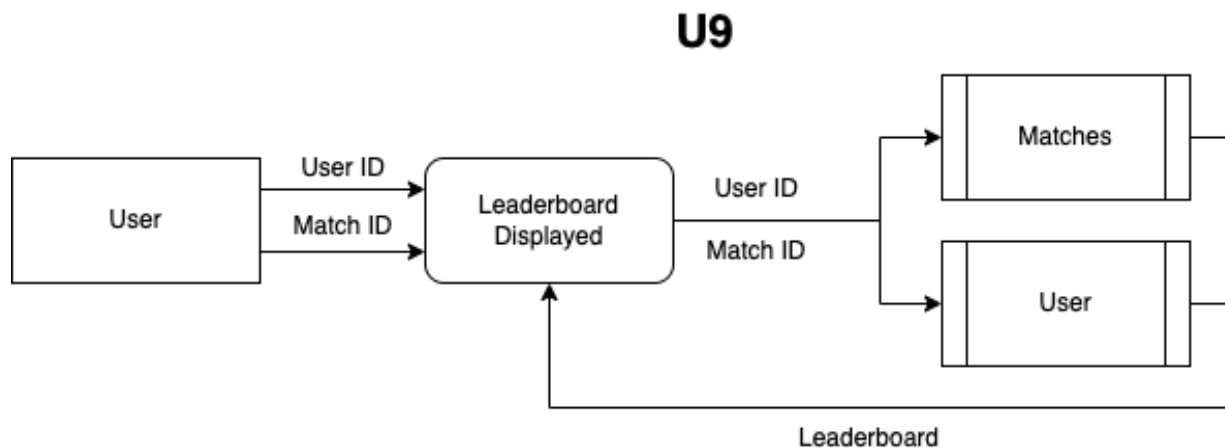 U9
User
User ID
Match ID
Leaderboard
Displayed
User ID
Match ID
Matches
User
Leaderboard